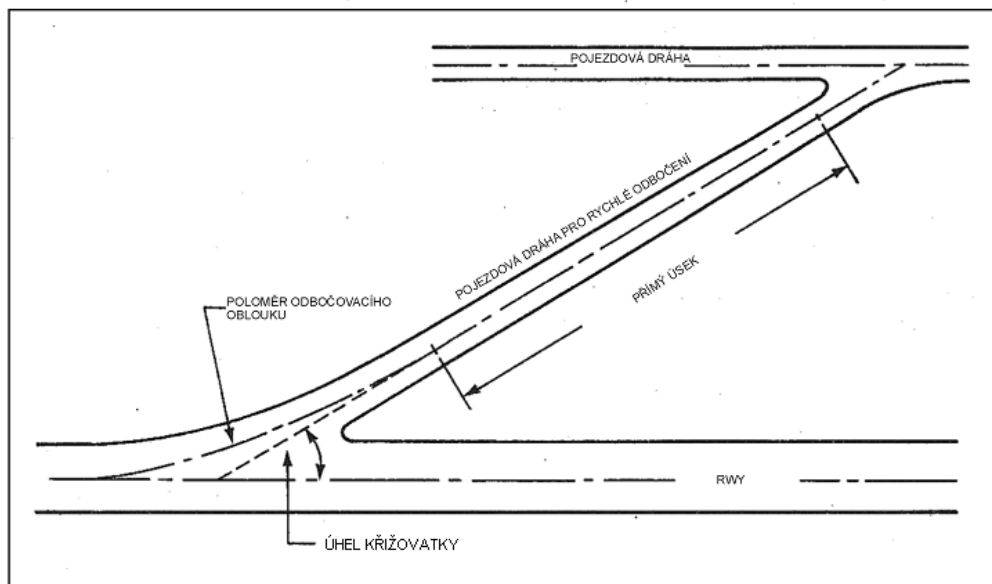 POJEZDOVÁ DRÁHA
POJEZDOVÁ DRÁHA PRO RYCHLÉ ODBOČENÍ
PŘÍMÝ ÚSEK
POLOMĚR ODBOČOVACÍHO
OBLOUKU
RWY
ÚHEL KŘIŽOVATKY